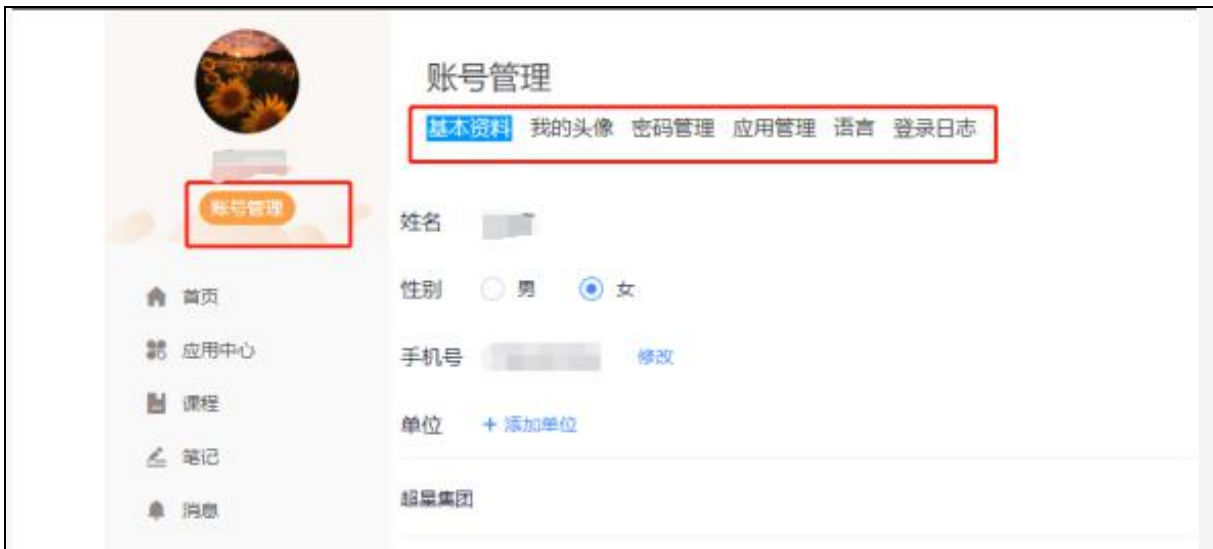 账号管理
首页
应用中心
课程
笔记
消息
账号管理
基本资料 我的头像 密码管理 应用管理 语言 登录日志
姓名
性别 男 女
手机号 修改
单位 + 添加单位
超星集团